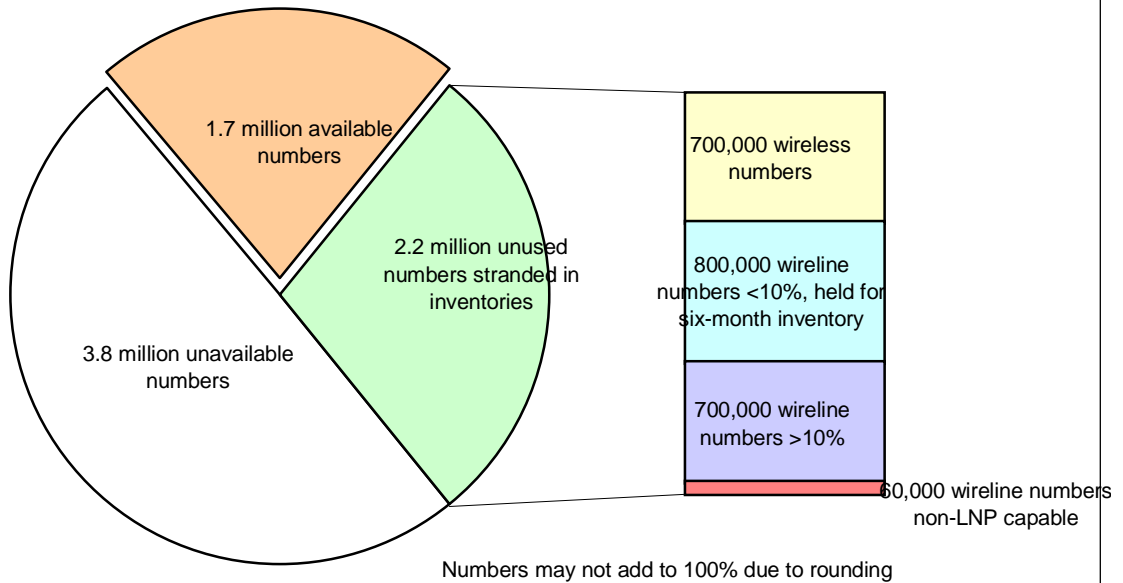 1.7 million available
numbers
2.2 million unused
numbers stranded in
inventories
3.8 million unavailable
numbers
700,000 wireless
numbers
800,000 wireline
numbers <10%, held for
six-month inventory
700,000 wireline
numbers >10%
60,000 wireline numbers
non-LNP capable
Numbers may not add to 100% due to rounding